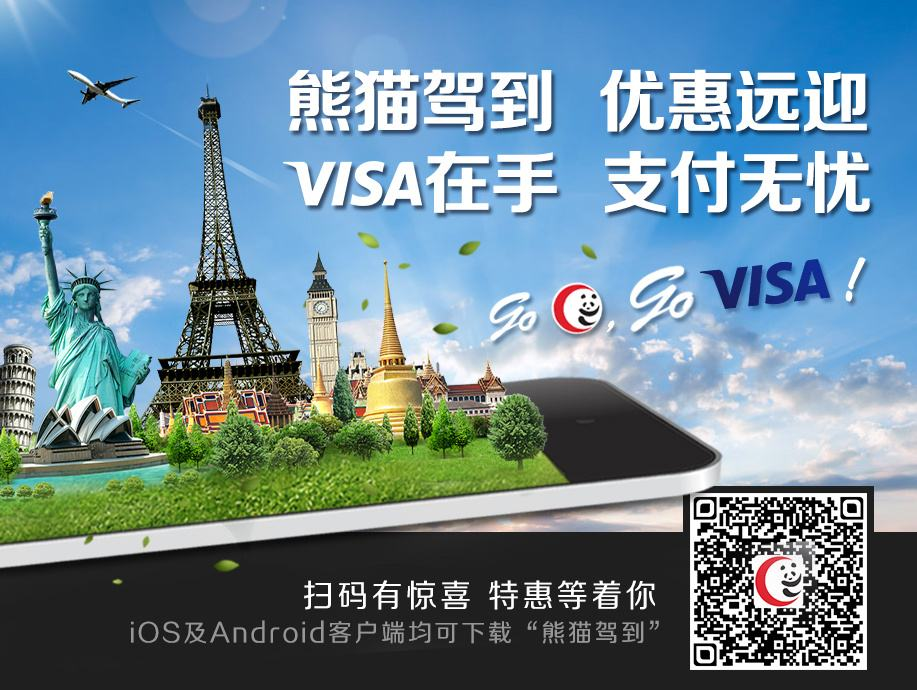 熊猫驾到 优惠远迎
VISA在手 支付无忧
Go , Go VISA!
扫码有惊喜 特惠等着你
iOS及Android客户端均可下载“熊猫驾到”